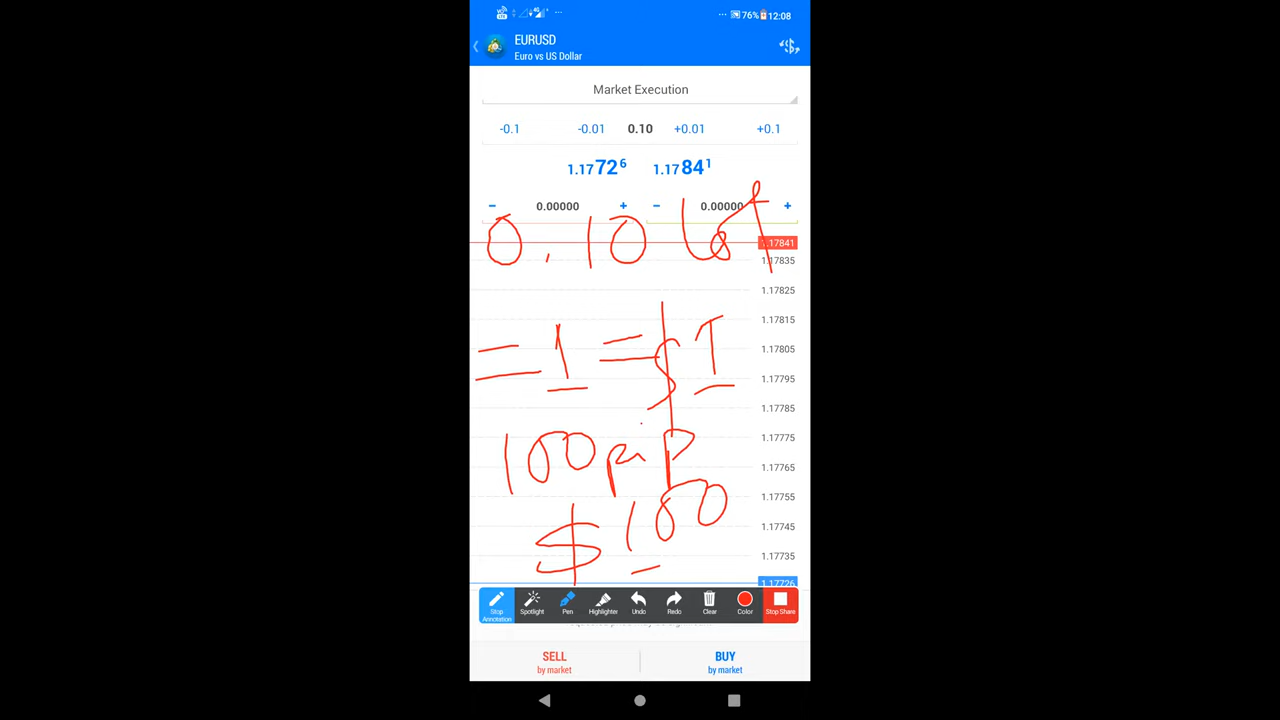 76% 12:08
EURUSD
Euro vs US Dollar
Market Execution
-0.1 -0.01 0.10 +0.01 +0.1
1.17726 1.17841
− 0.00000 + − 0.00000 +
0.10 lot
1.17841
1.17835
1.17825
1.17815
= 1 = $1
1.17805
1.17795
1.17785
1.17775
100 pip
1.17765
1.17755
$100
1.17745
1.17735
1.17726
Stop Annotation Spotlight Pen Highlighter Undo Redo Clear Color Stop Share
SELL BUY
by market by market